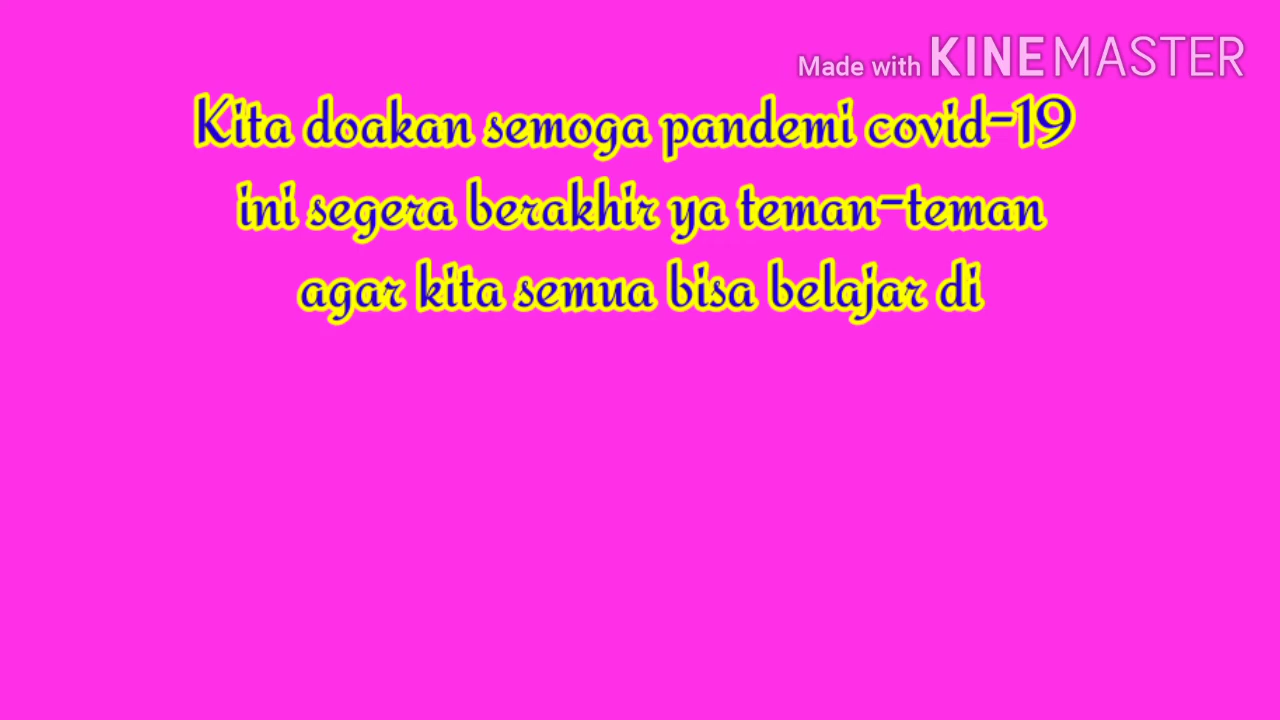 Made with KINEMASTER
Kita doakan semoga pandemi covid-19
ini segera berakhir ya teman-teman
agar kita semua bisa belajar di